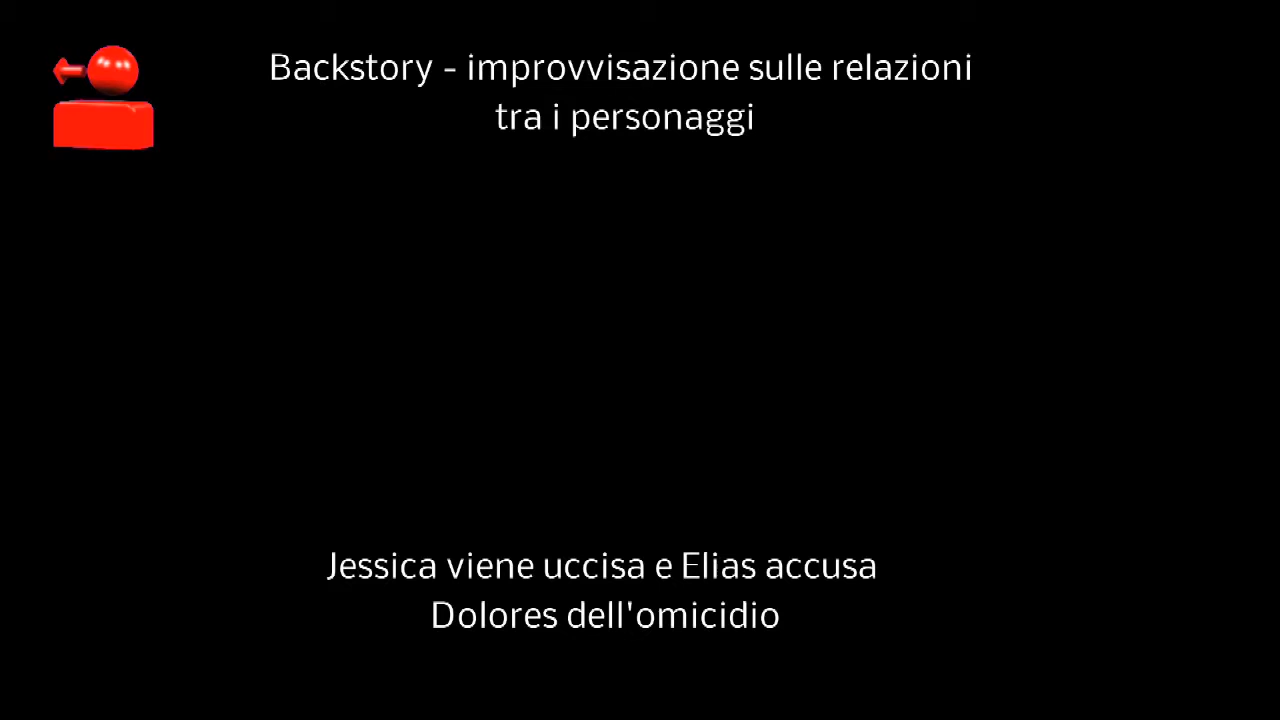 Backstory - improvvisazione sulle relazioni
tra i personaggi
Jessica viene uccisa e Elias accusa
Dolores dell'omicidio